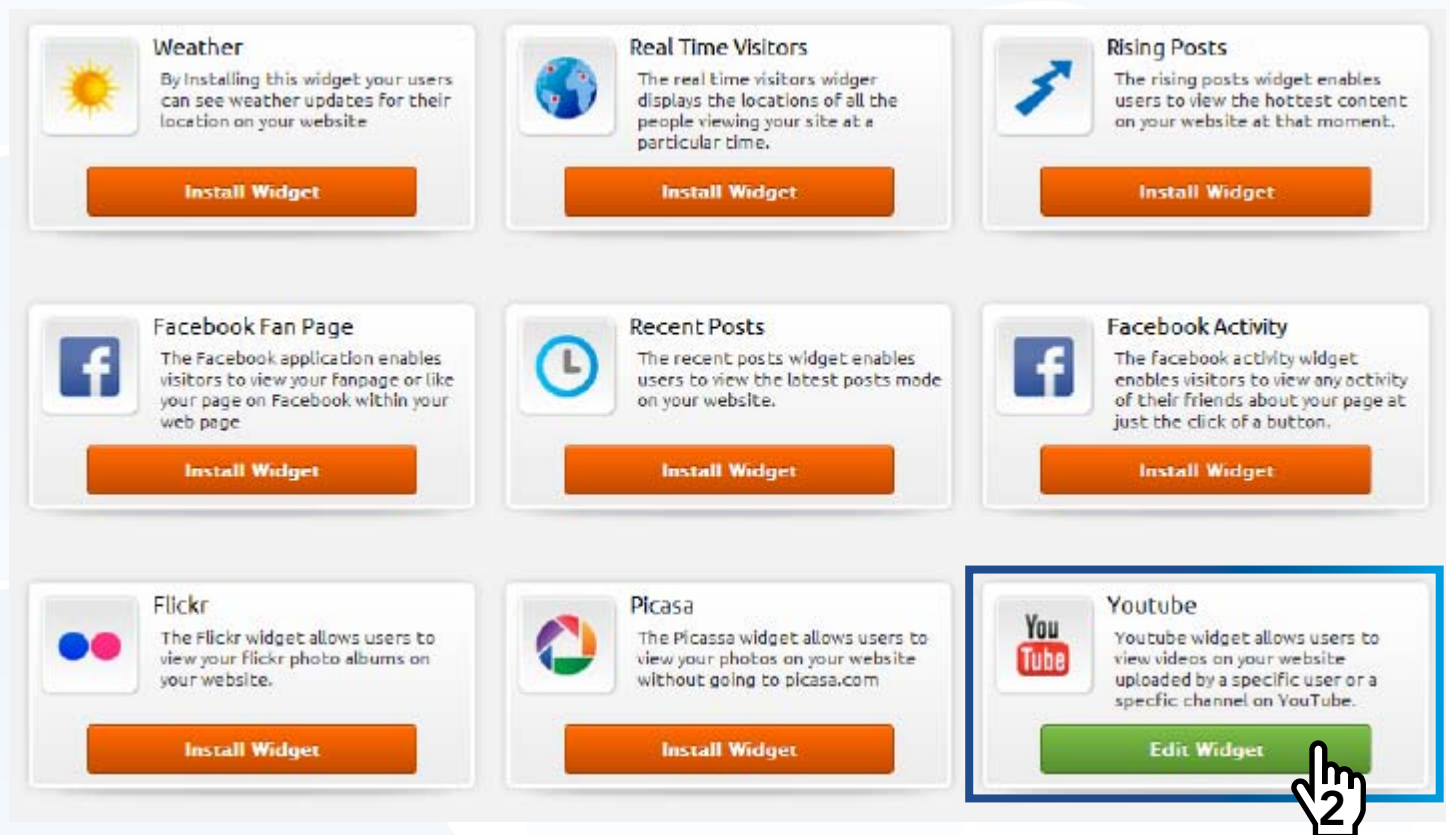 Weather
By Installing this widget your users
can see weather updates for their
location on your website
Install Widget
Real Time Visitors
The real time visitors widger
displays the locations of all the
people viewing your site at a
particular time.
Install Widget
Rising Posts
The rising posts widget enables
users to view the hottest content
on your website at that moment.
Install Widget
Facebook Fan Page
The Facebook application enables
visitors to view your fanpage or like
your page on Facebook within your
web page
Install Widget
Recent Posts
The recent posts widget enables
users to view the latest posts made
on your website.
Install Widget
Facebook Activity
The facebook activity widget
enables visitors to view any activity
of their friends about your page at
just the click of a button.
Install Widget
Flickr
The Flickr widget allows users to
view your flickr photo albums on
your website.
Install Widget
Picasa
The Picassa widget allows users to
view your photos on your website
without going to picasa.com
Install Widget
You
Tube
Youtube
Youtube widget allows users to
view videos on your website
uploaded by a specific user or a
specfic channel on YouTube.
Edit Widget
2